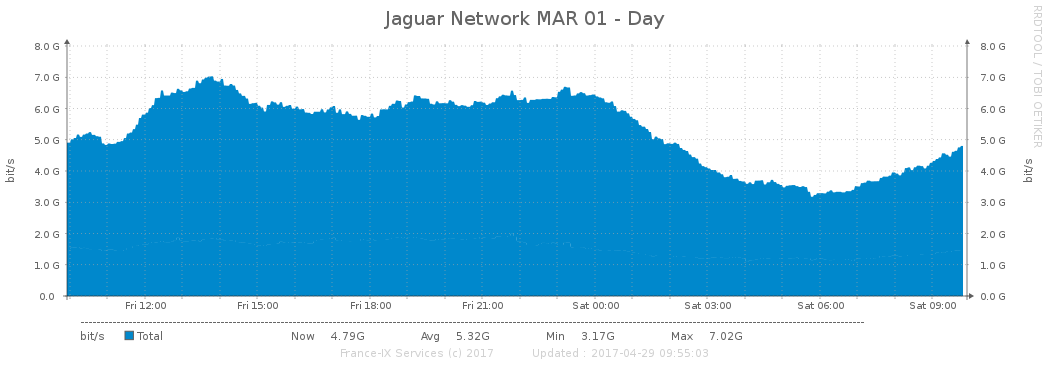 Jaguar Network MAR 01 - Day
RRDTOOL / TOBI OETIKER
bit/s
8.0 G 8.0 G
7.0 G 7.0 G
6.0 G 6.0 G
5.0 G 5.0 G
4.0 G 4.0 G
3.0 G 3.0 G
2.0 G 2.0 G
1.0 G 1.0 G
0.0 0.0 G
bit/s
Fri 12:00 Fri 15:00 Fri 18:00 Fri 21:00 Sat 00:00 Sat 03:00 Sat 06:00 Sat 09:00
bit/s Total Now 4.79G Avg 5.32G Min 3.17G Max 7.02G
France-IX Services (c) 2017 Updated : 2017-04-29 09:55:03